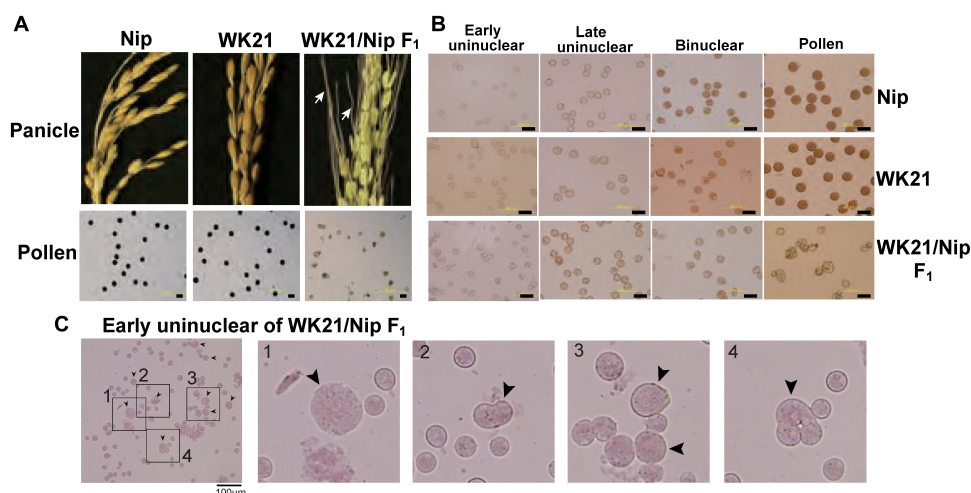 A
Nip WK21 WK21/Nip F₁
Panicle
Pollen
B
Early uninuclear Late uninuclear Binuclear Pollen
Nip
WK21
WK21/Nip F₁
C Early uninuclear of WK21/Nip F₁
1 2 3 4
1 2 3 4
100μm